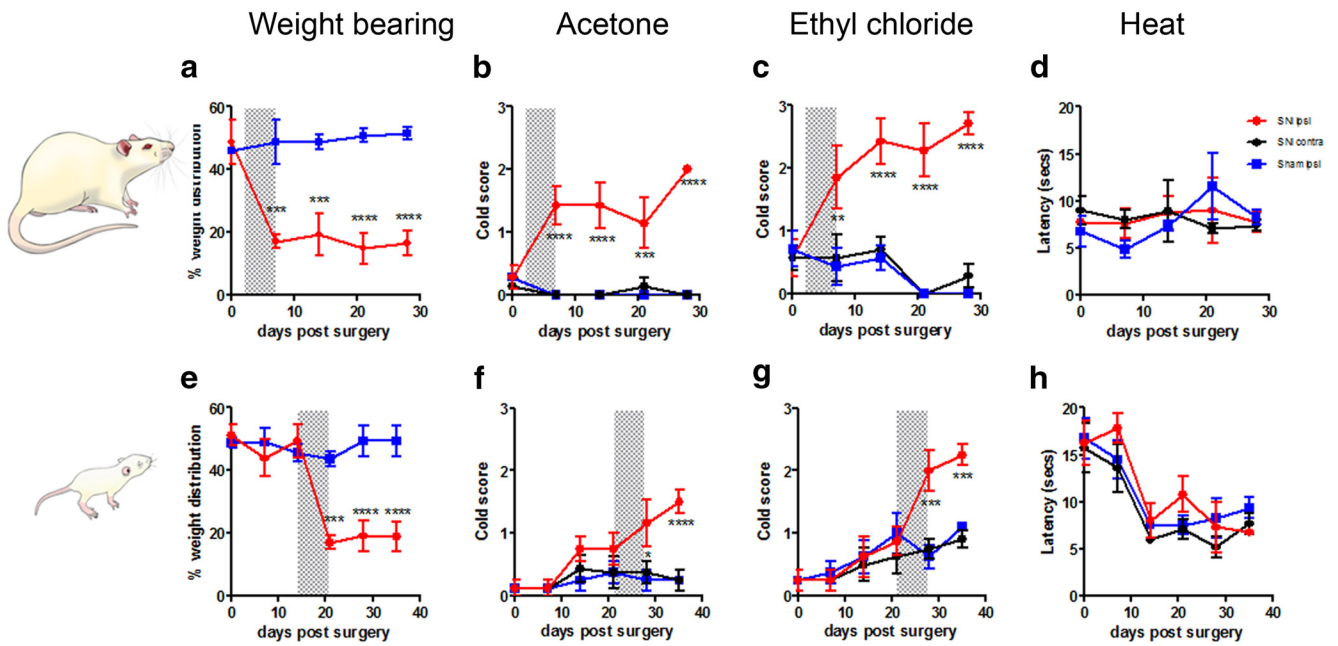 Weight bearing Acetone Ethyl chloride Heat
a b c d
60
40
20
0
% weight distribution
0 10 20 30
days post surgery
3
2
1
0
Cold score
**** **** *** ****
0 10 20 30
days post surgery
3
2
1
0
Cold score
** **** **** ****
0 10 20 30
days post surgery
20
15
10
5
0
Latency (secs)
0 10 20 30
days post surgery
SNI ipsi
SNI contra
Sham ipsi
*** *** **** ****
e f g h
60
40
20
0
% weight distribution
*** **** ****
0 10 20 30 40
days post surgery
3
2
1
0
Cold score
* ****
0 10 20 30 40
days post surgery
3
2
1
0
Cold score
*** ***
0 10 20 30 40
days post surgery
20
15
10
5
0
Latency (secs)
0 10 20 30 40
days post surgery